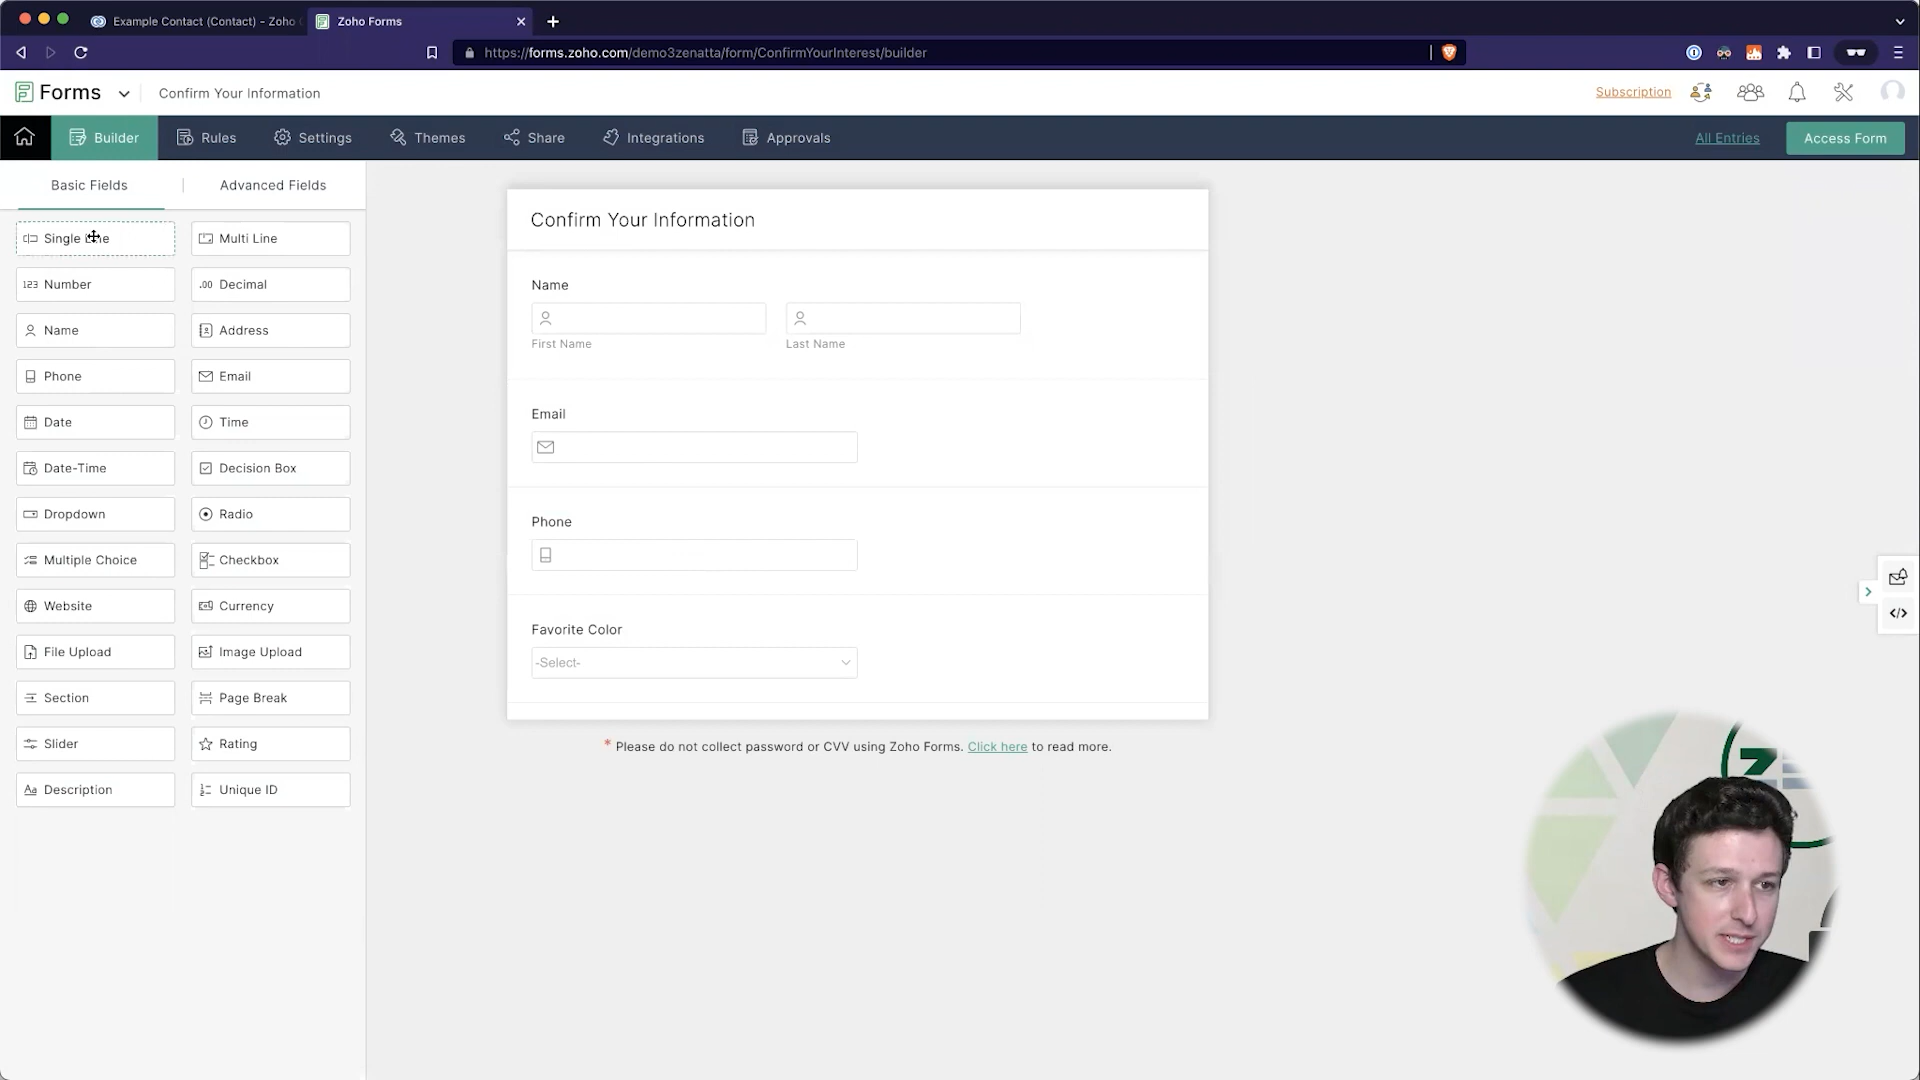 Example Contact (Contact) - Zoho
Zoho Forms
https://forms.zoho.com/demo3zenatta/form/ConfirmYourInterest/builder
Forms
Confirm Your Information
Subscription
Builder
Rules
Settings
Themes
Share
Integrations
Approvals
All Entries
Access Form
Basic Fields
Advanced Fields
Single Line
Multi Line
123 Number
.00 Decimal
Name
Address
Phone
Email
Date
Time
Date-Time
Decision Box
Dropdown
Radio
Multiple Choice
Checkbox
Website
Currency
File Upload
Image Upload
Section
Page Break
Slider
Rating
Aa Description
Unique ID
Confirm Your Information
Name
First Name
Last Name
Email
Phone
Favorite Color
-Select-
* Please do not collect password or CVV using Zoho Forms. Click here to read more.